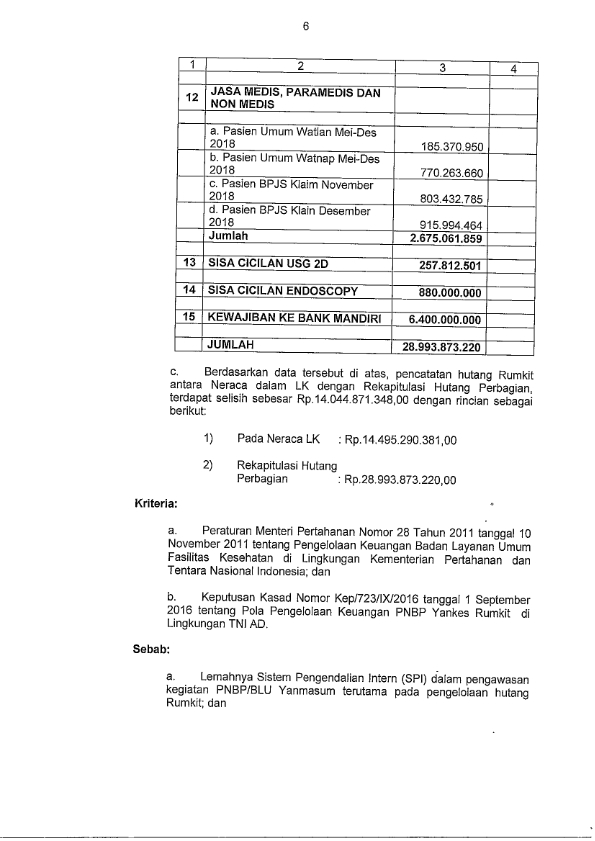 6
1 2 3 4
12 JASA MEDIS, PARAMEDIS DAN
NON MEDIS
a. Pasien Umum Watlan Mei-Des
2018 185.370.950
b. Pasien Umum Watnap Mei-Des
2018 770.263.660
c. Pasien BPJS Klaim November
2018 803.432.785
d. Pasien BPJS Klain Desember
2018 915.994.464
Jumlah 2.675.061.859
13 SISA CICILAN USG 2D 257.812.501
14 SISA CICILAN ENDOSCOPY 880.000.000
15 KEWAJIBAN KE BANK MANDIRI 6.400.000.000
JUMLAH 28.993.873.220
c. Berdasarkan data tersebut di atas, pencatatan hutang Rumkit
antara Neraca dalam LK dengan Rekapitulasi Hutang Perbagian,
terdapat selisih sebesar Rp.14.044.871.348,00 dengan rincian sebagai
berikut:
1) Pada Neraca LK : Rp.14.495.290.381,00
2) Rekapitulasi Hutang
Perbagian : Rp.28.993.873.220,00
Kriteria:
a. Peraturan Menteri Pertahanan Nomor 28 Tahun 2011 tanggal 10
November 2011 tentang Pengelolaan Keuangan Badan Layanan Umum
Fasilitas Kesehatan di Lingkungan Kementerian Pertahanan dan
Tentara Nasional Indonesia; dan
b. Keputusan Kasad Nomor Kep/723/IX/2016 tanggal 1 September
2016 tentang Pola Pengelolaan Keuangan PNBP Yankes Rumkit di
Lingkungan TNI AD.
Sebab:
a. Lemahnya Sistem Pengendalian Intern (SPI) dalam pengawasan
kegiatan PNBP/BLU Yanmasum terutama pada pengelolaan hutang
Rumkit; dan